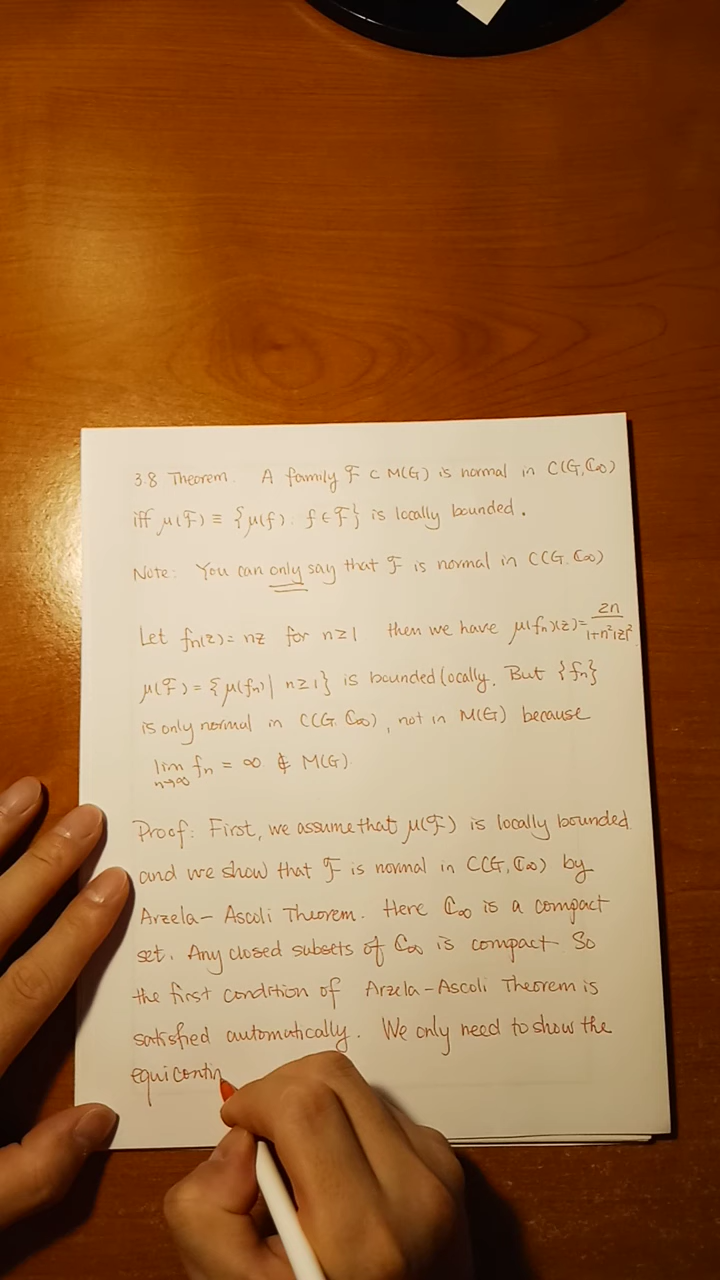 3.8 Theorem. A family ℱ ⊂ M(G) is normal in C(G, ℂ∞)
iff μ(ℱ) ≡ {μ(f) : f ∈ ℱ} is locally bounded.
Note: You can only say that ℱ is normal in C(G, ℂ∞)
Let fn(z) = nz for n ≥ 1 then we have μ(fn)(z) = 2n / 1+n²|z|²
μ(ℱ) = {μ(fn) | n ≥ 1} is bounded locally. But {fn}
is only normal in C(G, ℂ∞), not in M(G) because
lim n→∞ fn = ∞ ∉ M(G)
Proof: First, we assume that μ(ℱ) is locally bounded
and we show that ℱ is normal in C(G, ℂ∞) by
Arzela-Ascoli Theorem. Here ℂ∞ is a compact
set. Any closed subsets of ℂ∞ is compact. So
the first condition of Arzela-Ascoli Theorem is
satisfied automatically. We only need to show the
equicontin